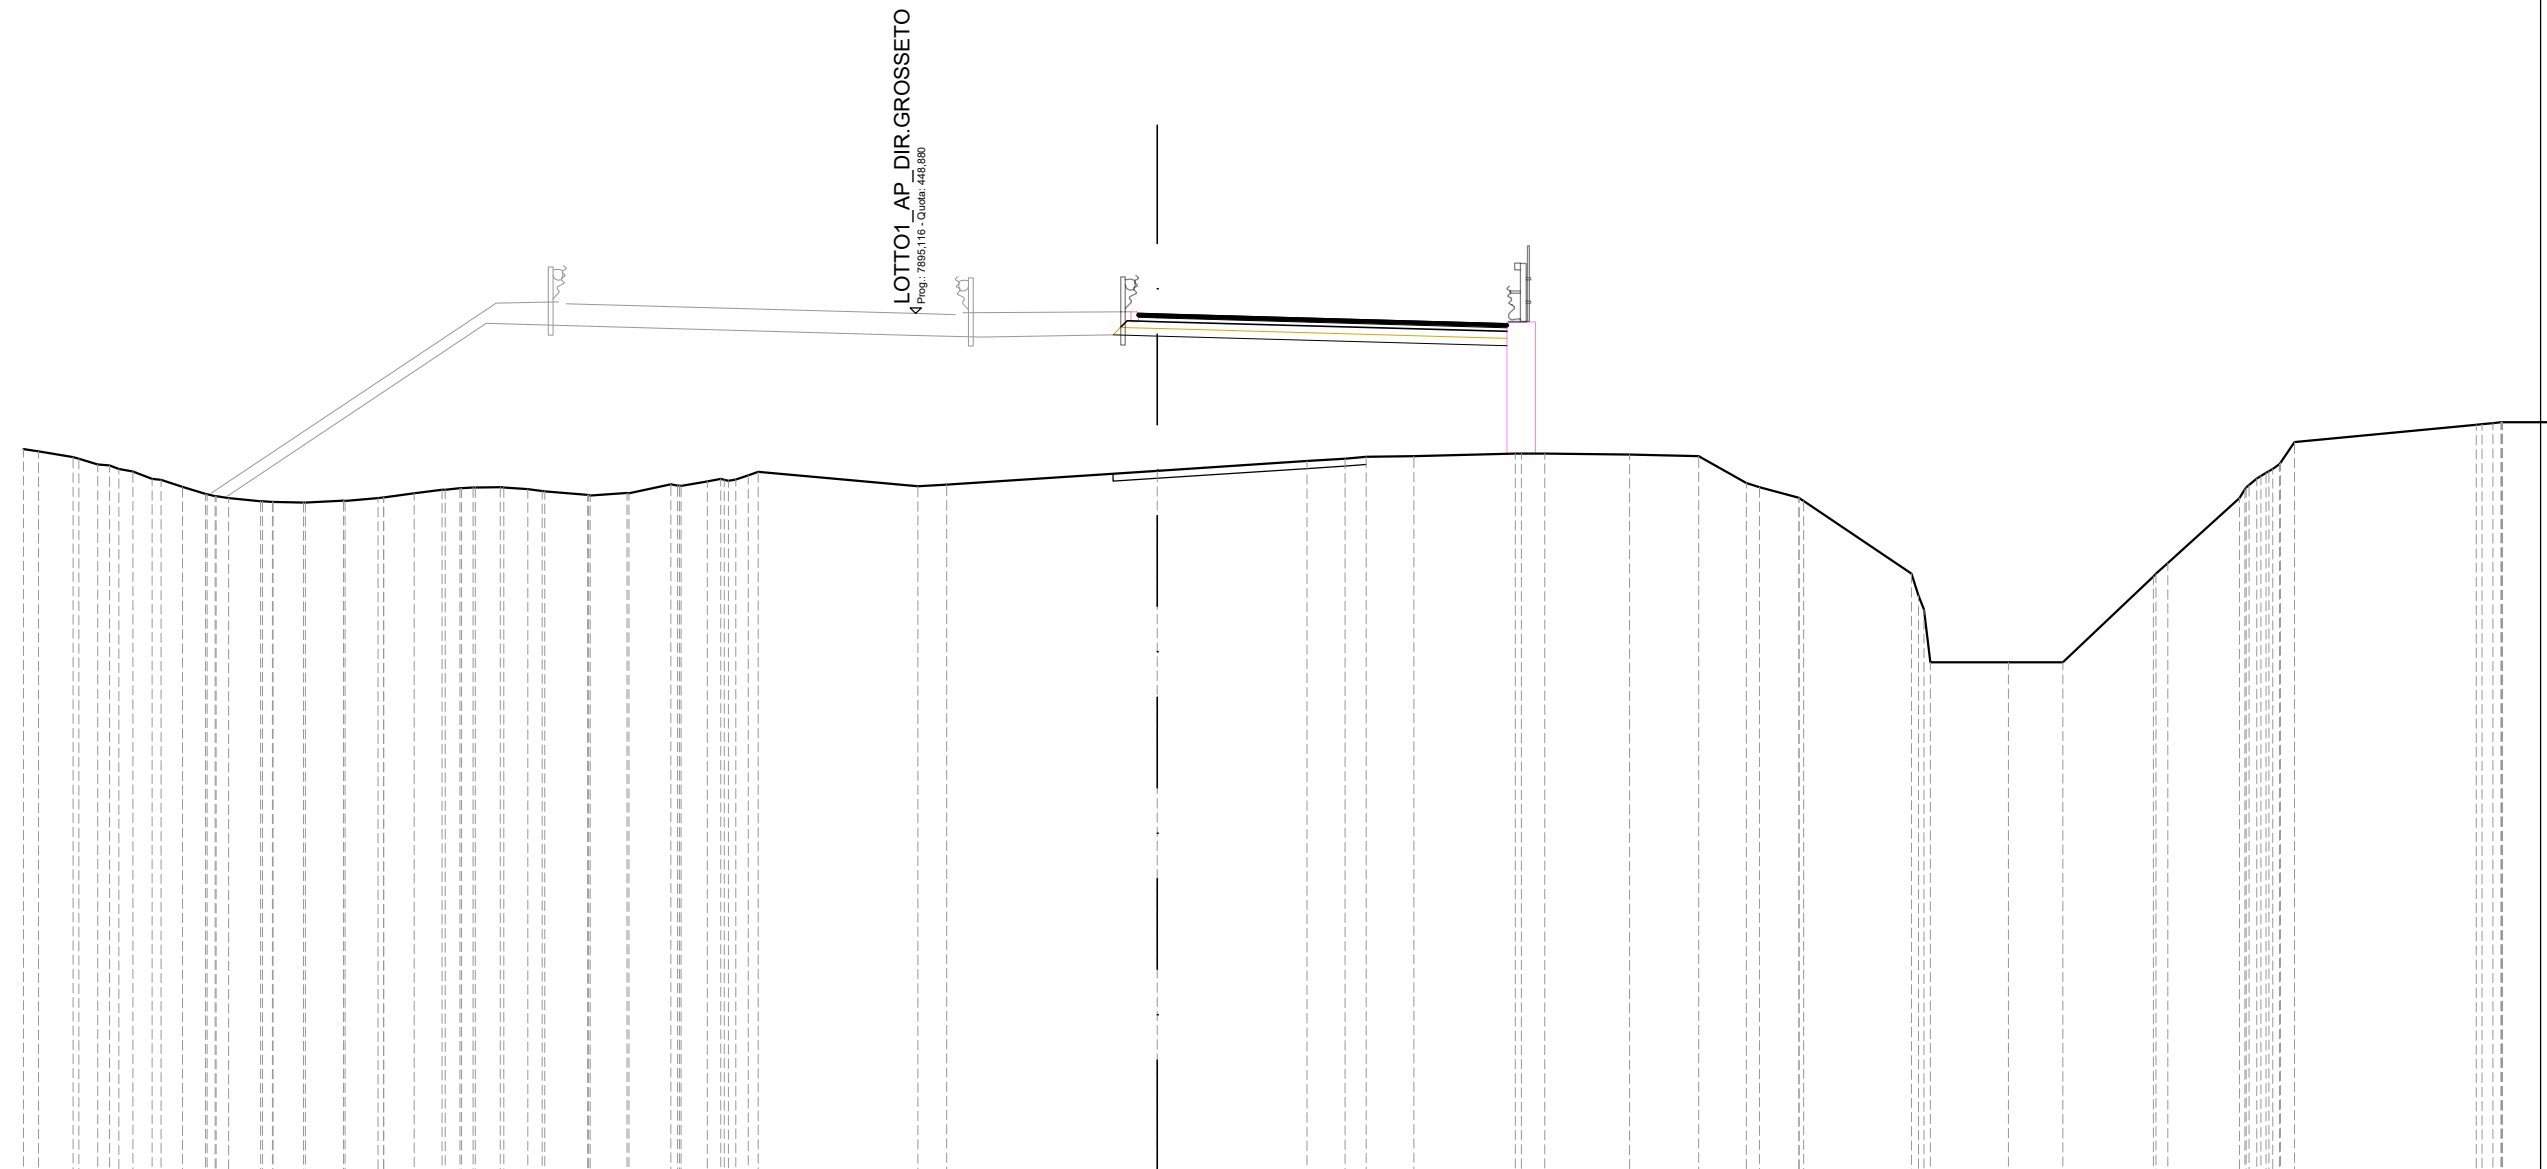 LOTTO1_AP_DIR.GROSSETO
Prog.: 7895,116 - Quota: 448,880